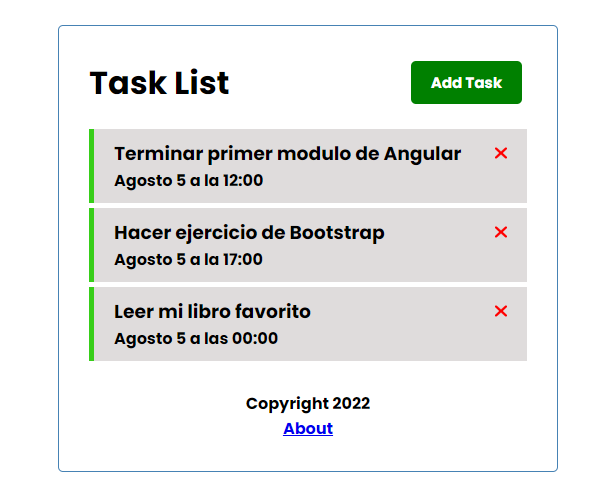 Task List
Add Task
Terminar primer modulo de Angular
Agosto 5 a la 12:00
Hacer ejercicio de Bootstrap
Agosto 5 a la 17:00
Leer mi libro favorito
Agosto 5 a las 00:00
Copyright 2022
About